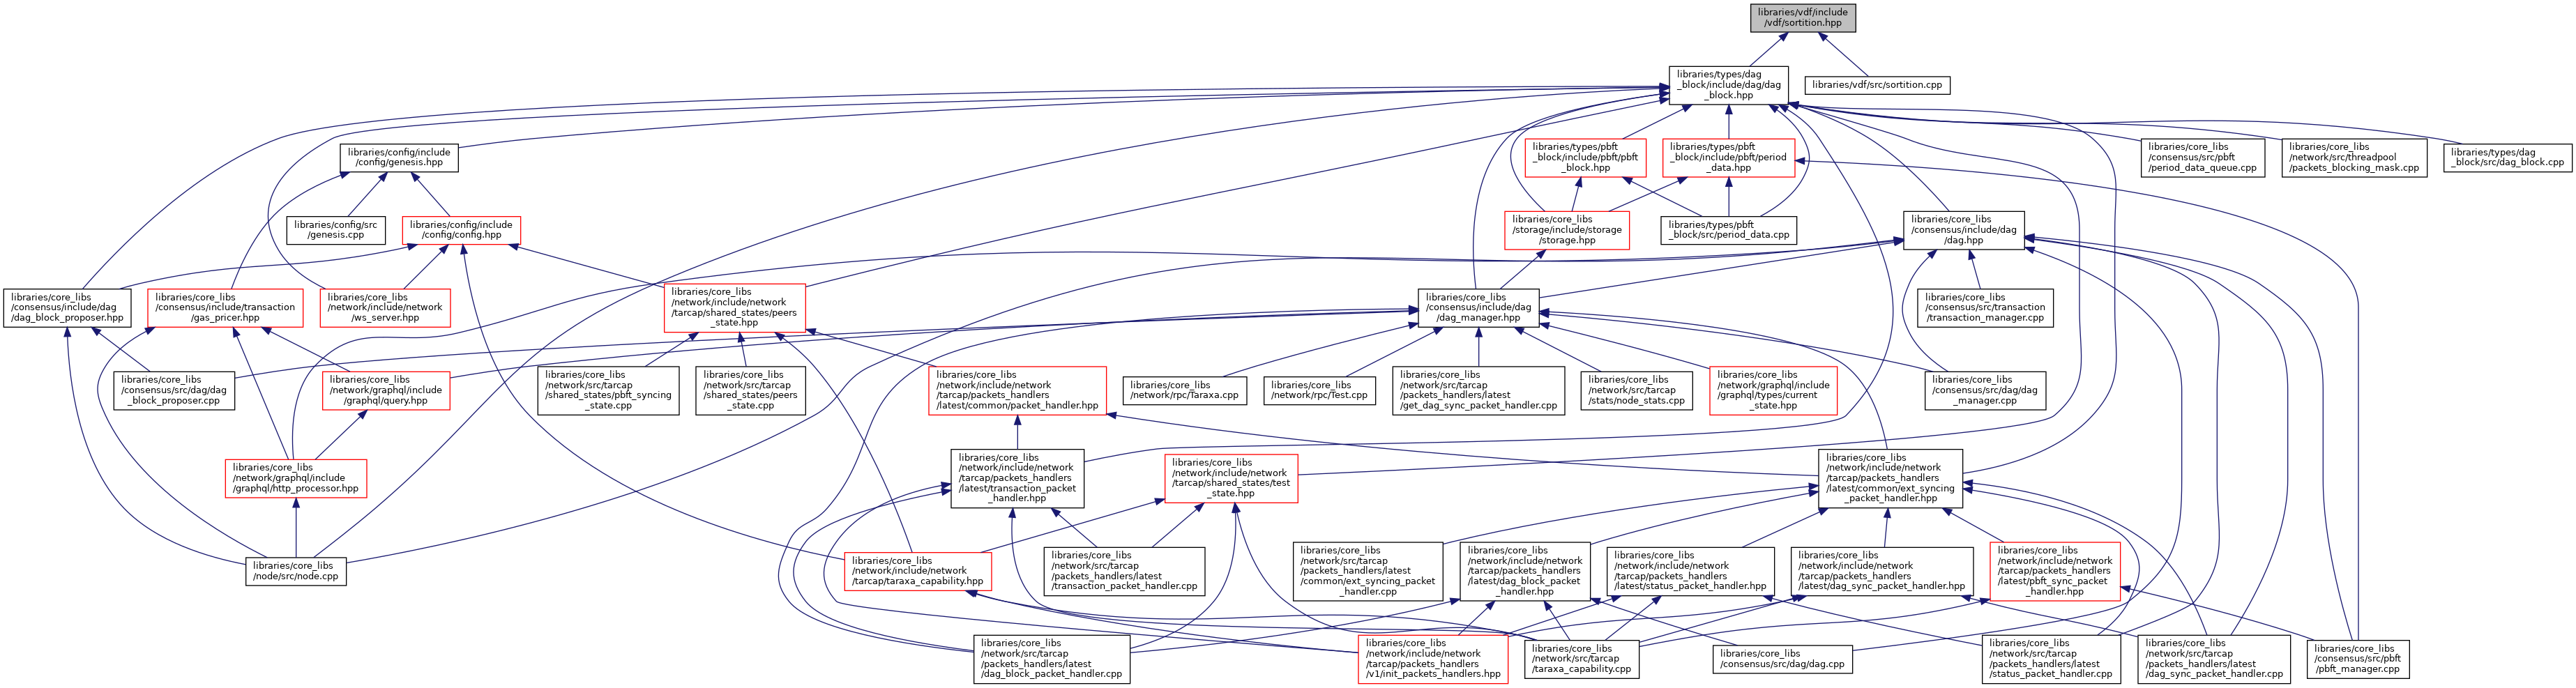 libraries/vdf/include
/vdf/sortition.hpp
libraries/types/dag
_block/include/dag/dag
_block.hpp
libraries/vdf/src/sortition.cpp
libraries/config/include
/config/genesis.hpp
libraries/types/pbft
_block/include/pbft/pbft
_block.hpp
libraries/types/pbft
_block/include/pbft/period
_data.hpp
libraries/core_libs
/consensus/src/pbft
/period_data_queue.cpp
libraries/core_libs
/network/src/threadpool
/packets_blocking_mask.cpp
libraries/types/dag
_block/src/dag_block.cpp
libraries/config/src
/genesis.cpp
libraries/config/include
/config/config.hpp
libraries/core_libs
/storage/include/storage
/storage.hpp
libraries/types/pbft
_block/src/period_data.cpp
libraries/core_libs
/consensus/include/dag
/dag.hpp
libraries/core_libs
/consensus/include/dag
/dag_block_proposer.hpp
libraries/core_libs
/consensus/include/transaction
/gas_pricer.hpp
libraries/core_libs
/network/include/network
/ws_server.hpp
libraries/core_libs
/network/include/network
/tarcap/shared_states/peers
_state.hpp
libraries/core_libs
/consensus/include/dag
/dag_manager.hpp
libraries/core_libs
/consensus/src/transaction
/transaction_manager.cpp
libraries/core_libs
/consensus/src/dag/dag
_block_proposer.cpp
libraries/core_libs
/network/graphql/include
/graphql/query.hpp
libraries/core_libs
/network/src/tarcap
/shared_states/pbft_syncing
_state.cpp
libraries/core_libs
/network/src/tarcap
/shared_states/peers
_state.cpp
libraries/core_libs
/network/include/network
/tarcap/packets_handlers
/latest/common/packet_handler.hpp
libraries/core_libs
/network/rpc/Taraxa.cpp
libraries/core_libs
/network/rpc/Test.cpp
libraries/core_libs
/network/src/tarcap
/packets_handlers/latest
/get_dag_sync_packet_handler.cpp
libraries/core_libs
/network/src/tarcap
/stats/node_stats.cpp
libraries/core_libs
/network/graphql/include
/graphql/types/current
_state.hpp
libraries/core_libs
/consensus/src/dag/dag
_manager.cpp
libraries/core_libs
/network/graphql/include
/graphql/http_processor.hpp
libraries/core_libs
/network/include/network
/tarcap/packets_handlers
/latest/transaction_packet
_handler.hpp
libraries/core_libs
/network/include/network
/tarcap/shared_states/test
_state.hpp
libraries/core_libs
/network/include/network
/tarcap/packets_handlers
/latest/common/ext_syncing
_packet_handler.hpp
libraries/core_libs
/node/src/node.cpp
libraries/core_libs
/network/include/network
/tarcap/taraxa_capability.hpp
libraries/core_libs
/network/src/tarcap
/packets_handlers/latest
/transaction_packet_handler.cpp
libraries/core_libs
/network/src/tarcap
/packets_handlers/latest
/common/ext_syncing_packet
_handler.cpp
libraries/core_libs
/network/include/network
/tarcap/packets_handlers
/latest/dag_block_packet
_handler.hpp
libraries/core_libs
/network/include/network
/tarcap/packets_handlers
/latest/status_packet_handler.hpp
libraries/core_libs
/network/include/network
/tarcap/packets_handlers
/latest/dag_sync_packet_handler.hpp
libraries/core_libs
/network/include/network
/tarcap/packets_handlers
/latest/pbft_sync_packet
_handler.hpp
libraries/core_libs
/network/src/tarcap
/packets_handlers/latest
/dag_block_packet_handler.cpp
libraries/core_libs
/network/include/network
/tarcap/packets_handlers
/v1/init_packets_handlers.hpp
libraries/core_libs
/network/src/tarcap
/taraxa_capability.cpp
libraries/core_libs
/consensus/src/dag/dag.cpp
libraries/core_libs
/network/src/tarcap
/packets_handlers/latest
/status_packet_handler.cpp
libraries/core_libs
/network/src/tarcap
/packets_handlers/latest
/dag_sync_packet_handler.cpp
libraries/core_libs
/consensus/src/pbft
/pbft_manager.cpp